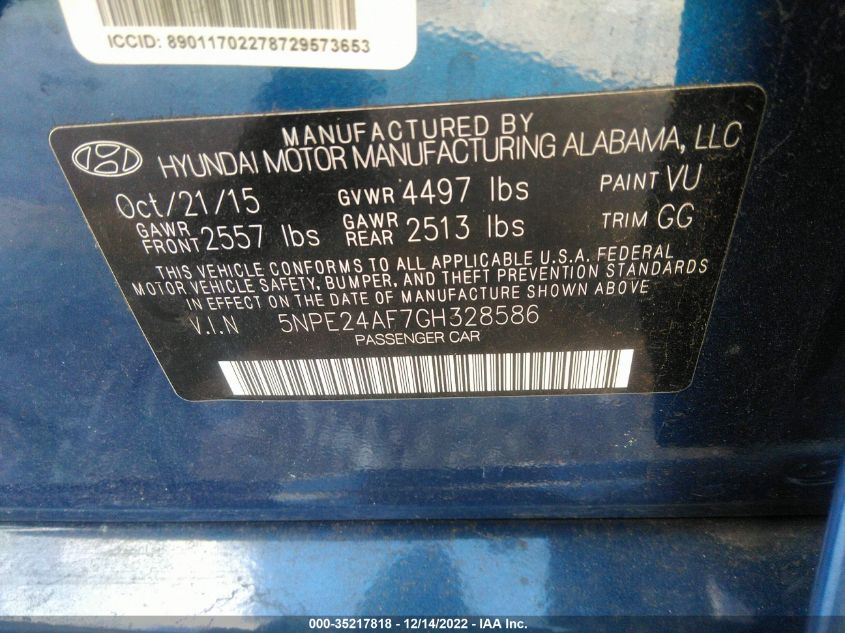 ICCID: 89011702278729573653
MANUFACTURED BY
HYUNDAI MOTOR MANUFACTURING ALABAMA, LLC
Oct/21/15 GVWR 4497 lbs PAINT VU
GAWR FRONT 2557 lbs GAWR REAR 2513 lbs TRIM GG
THIS VEHICLE CONFORMS TO ALL APPLICABLE U.S.A. FEDERAL
MOTOR VEHICLE SAFETY, BUMPER, AND THEFT PREVENTION STANDARDS
IN EFFECT ON THE DATE OF MANUFACTURE SHOWN ABOVE
V.I.N 5NPE24AF7GH328586
PASSENGER CAR
000-35217818 - 12/14/2022 - IAA Inc.